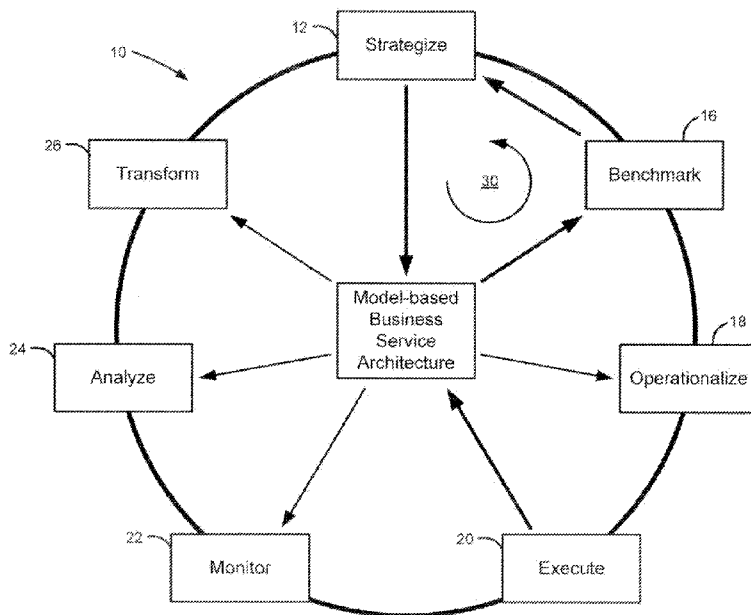 12
Strategize
10
16
26
Transform
Benchmark
30
Model-based
Business
Service
Architecture
18
24
Analyze
Operationalize
22
Monitor
20
Execute